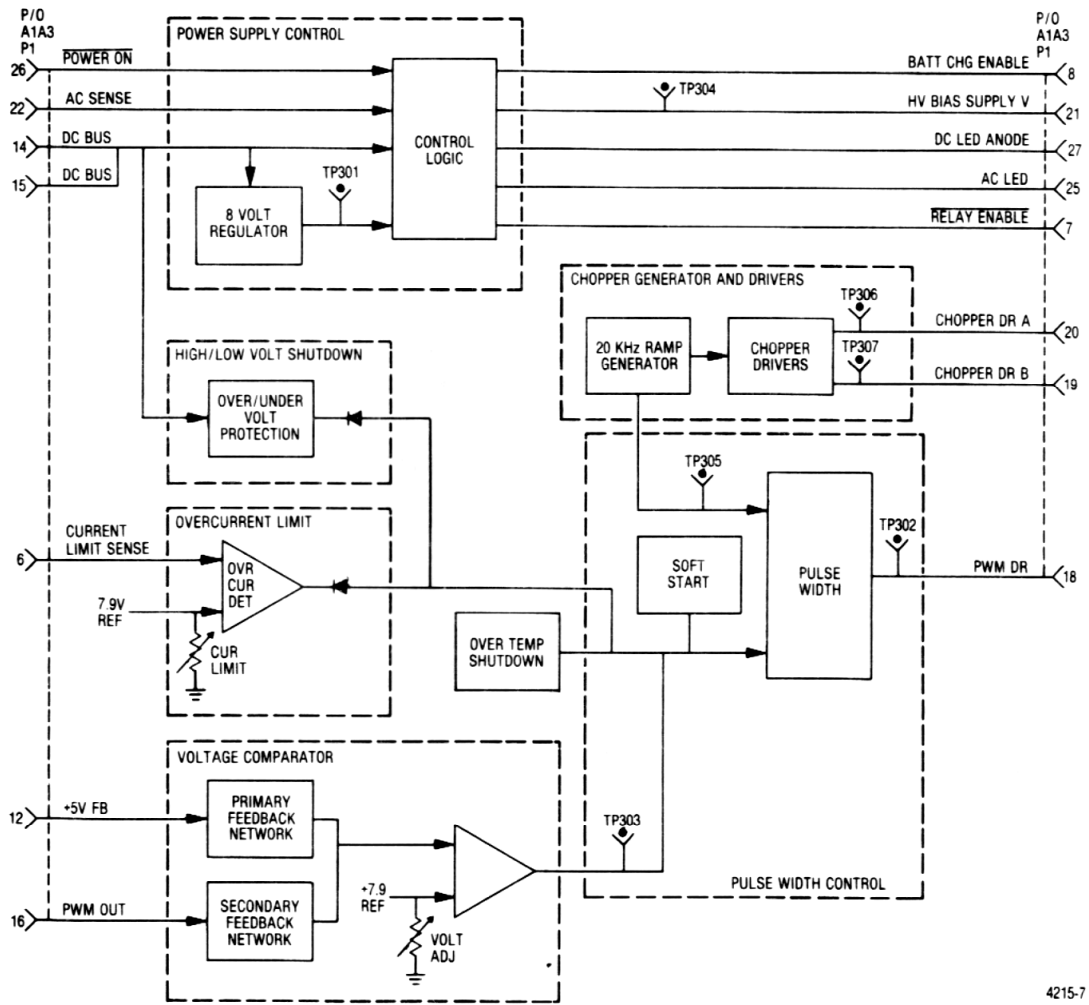 P/O
A1A3
P1
26
POWER ON
22
AC SENSE
14
DC BUS
15
DC BUS
POWER SUPPLY CONTROL
8 VOLT
REGULATOR
TP301
CONTROL
LOGIC
P/O
A1A3
P1
BATT CHG ENABLE
8
TP304
HV BIAS SUPPLY V
21
DC LED ANODE
27
AC LED
25
RELAY ENABLE
7
CHOPPER GENERATOR AND DRIVERS
20 KHz RAMP
GENERATOR
CHOPPER
DRIVERS
TP306
CHOPPER DR A
20
TP307
CHOPPER DR B
19
HIGH/LOW VOLT SHUTDOWN
OVER/UNDER
VOLT
PROTECTION
OVERCURRENT LIMIT
6
CURRENT
LIMIT SENSE
OVR
CUR
DET
7.9V
REF
CUR
LIMIT
OVER TEMP
SHUTDOWN
TP305
SOFT
START
PULSE
WIDTH
TP302
PWM DR
18
VOLTAGE COMPARATOR
12
+5V FB
PRIMARY
FEEDBACK
NETWORK
16
PWM OUT
SECONDARY
FEEDBACK
NETWORK
+7.9
REF
VOLT
ADJ
TP303
PULSE WIDTH CONTROL
4215-7